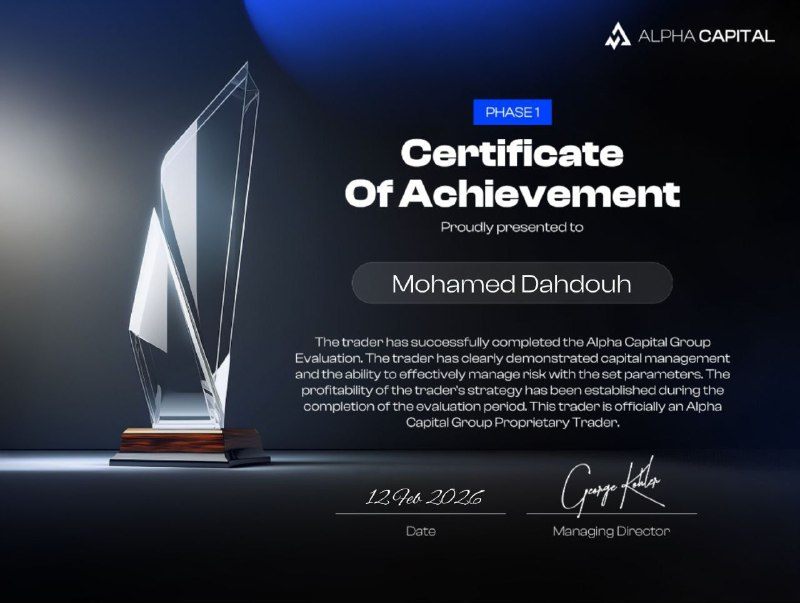 ALPHA CAPITAL
PHASE 1
Certificate
Of Achievement
Proudly presented to
Mohamed Dahdouh
The trader has successfully completed the Alpha Capital Group
Evaluation. The trader has clearly demonstrated capital management
and the ability to effectively manage risk with the set parameters. The
profitability of the trader's strategy has been established during the
completion of the evaluation period. This trader is officially an Alpha
Capital Group Proprietary Trader.
12 Feb 2026
George Kohler
Date
Managing Director